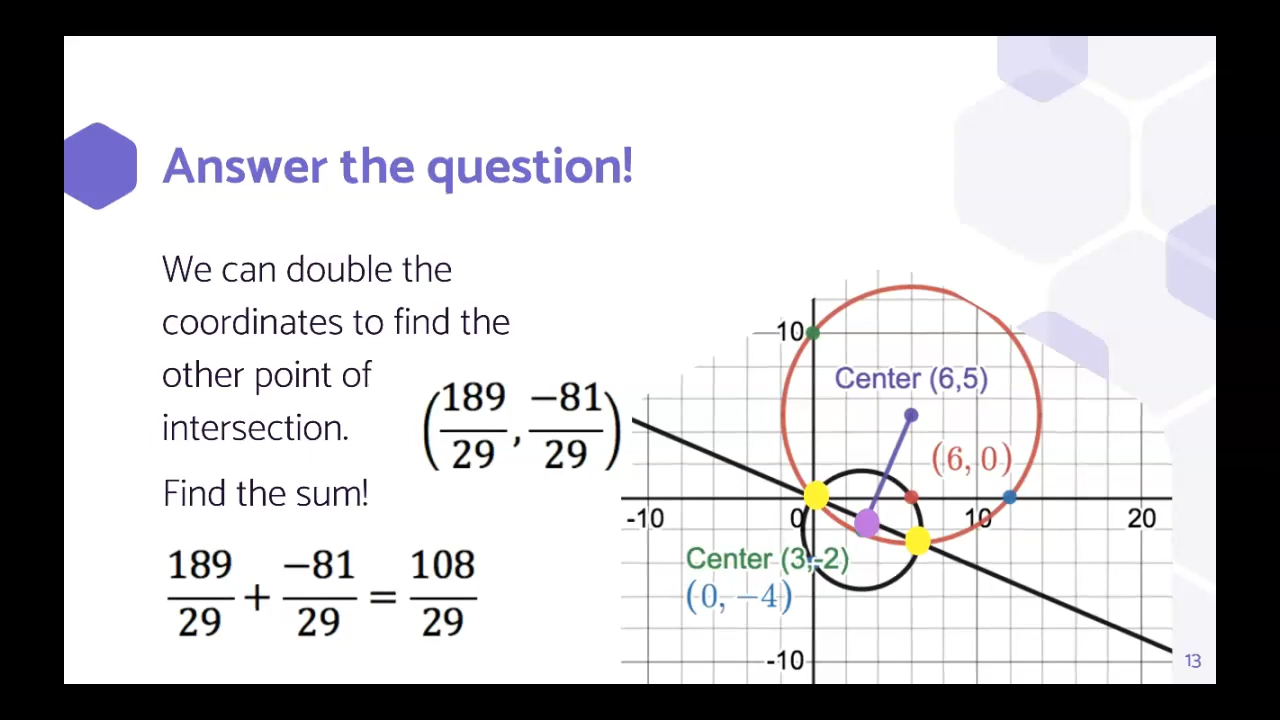 Answer the question!
We can double the
coordinates to find the
other point of
intersection.
(189/29, −81/29)
Find the sum!
189/29 + −81/29 = 108/29
10
Center (6,5)
(6, 0)
-10
0
10
20
Center (3,-2)
(0, −4)
-10
13